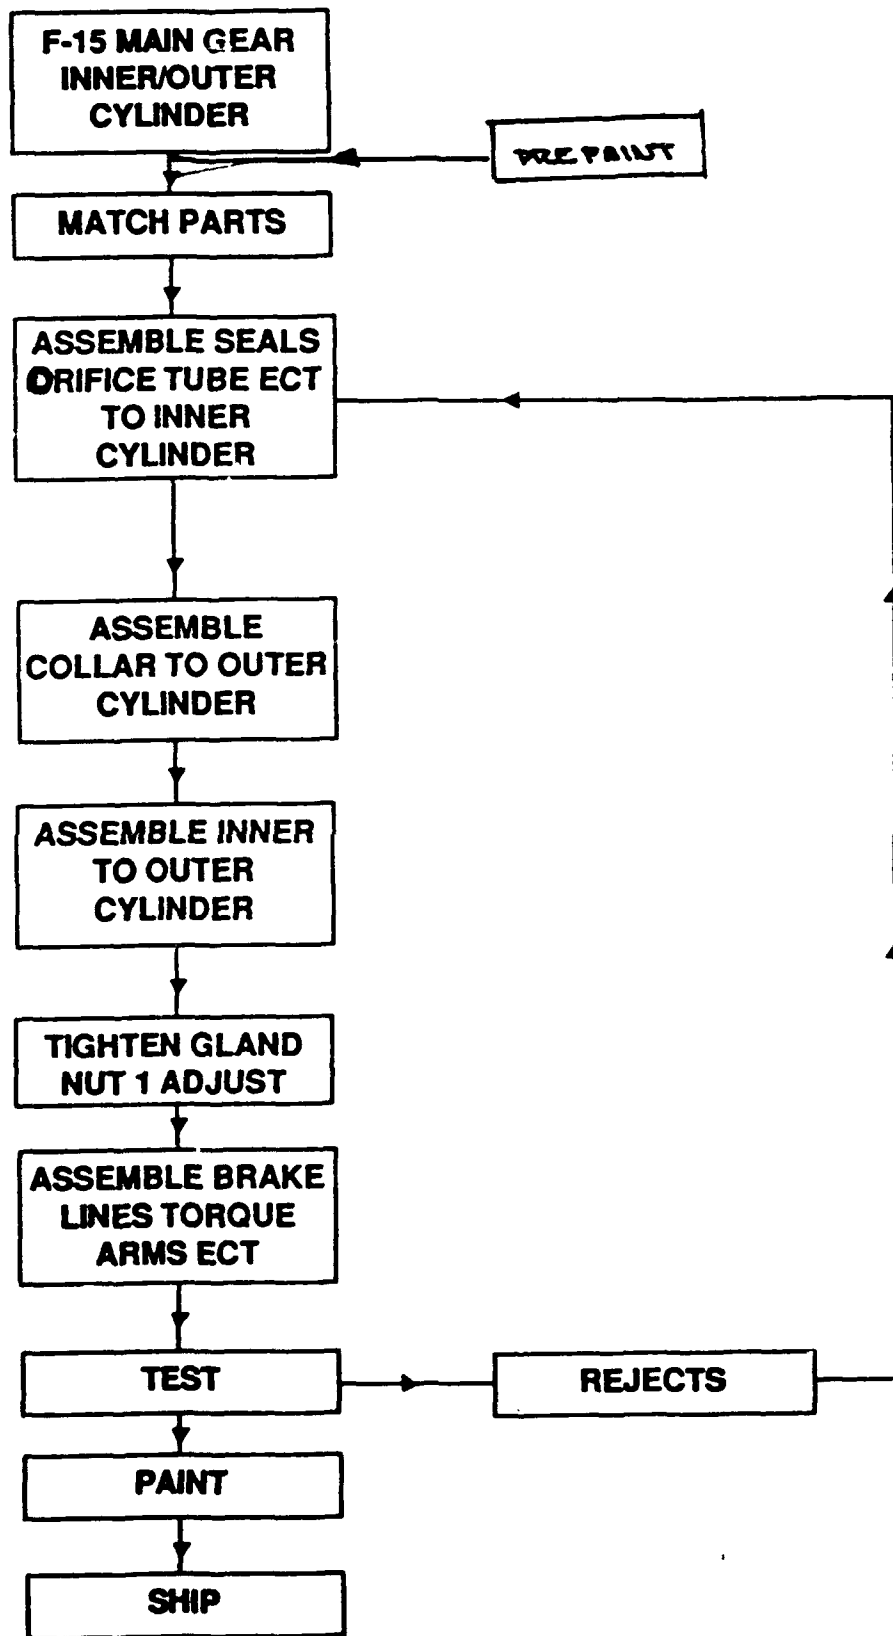 F-15 MAIN GEAR
INNER/OUTER
CYLINDER
PREPAINT
MATCH PARTS
ASSEMBLE SEALS
ORIFICE TUBE ECT
TO INNER
CYLINDER
ASSEMBLE
COLLAR TO OUTER
CYLINDER
ASSEMBLE INNER
TO OUTER
CYLINDER
TIGHTEN GLAND
NUT 1 ADJUST
ASSEMBLE BRAKE
LINES TORQUE
ARMS ECT
TEST
REJECTS
PAINT
SHIP